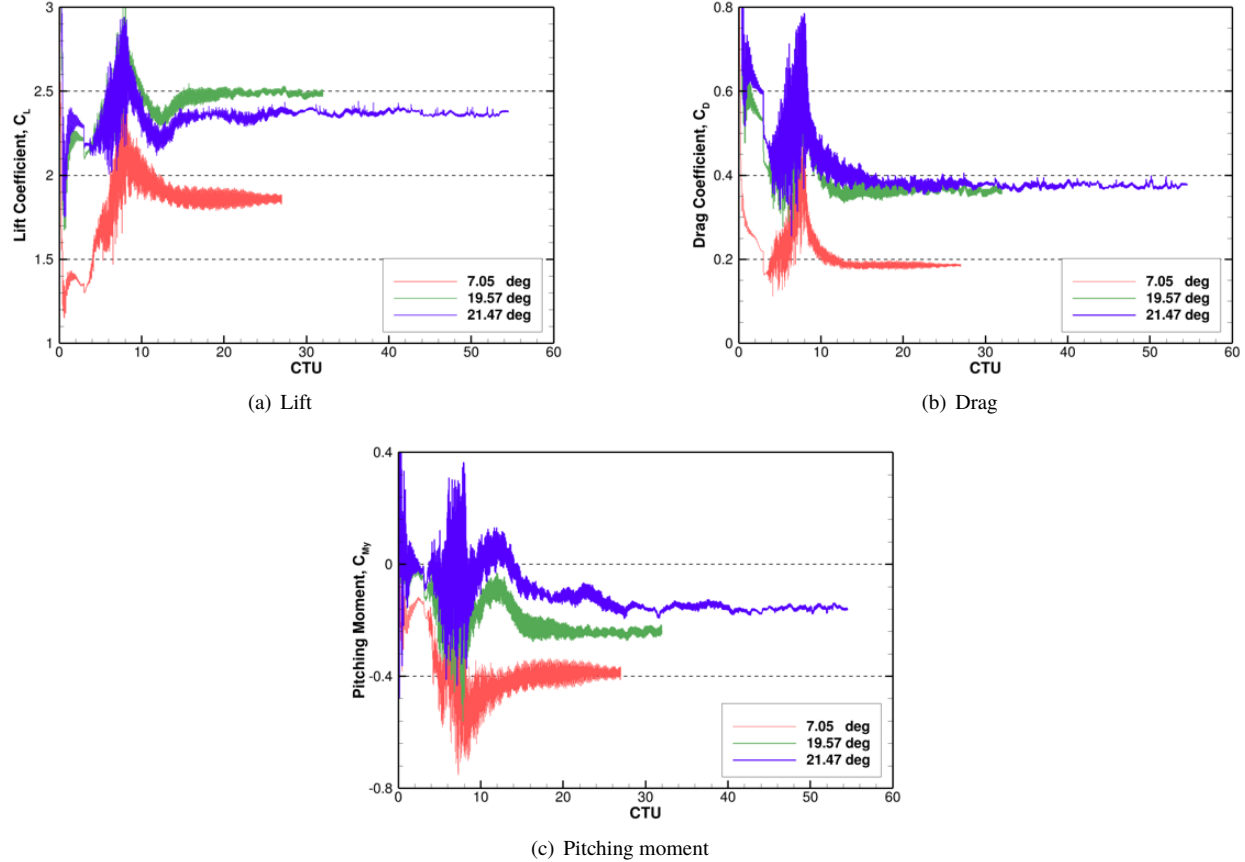 3
2.5
2
1.5
1
Lift Coefficient, C_L
0 10 20 30 40 50 60
CTU
7.05 deg
19.57 deg
21.47 deg
(a) Lift
0.8
0.6
0.4
0.2
0
Drag Coefficient, C_D
0 10 20 30 40 50 60
CTU
7.05 deg
19.57 deg
21.47 deg
(b) Drag
0.4
0
-0.4
-0.8
Pitching Moment, C_My
0 10 20 30 40 50 60
CTU
7.05 deg
19.57 deg
21.47 deg
(c) Pitching moment